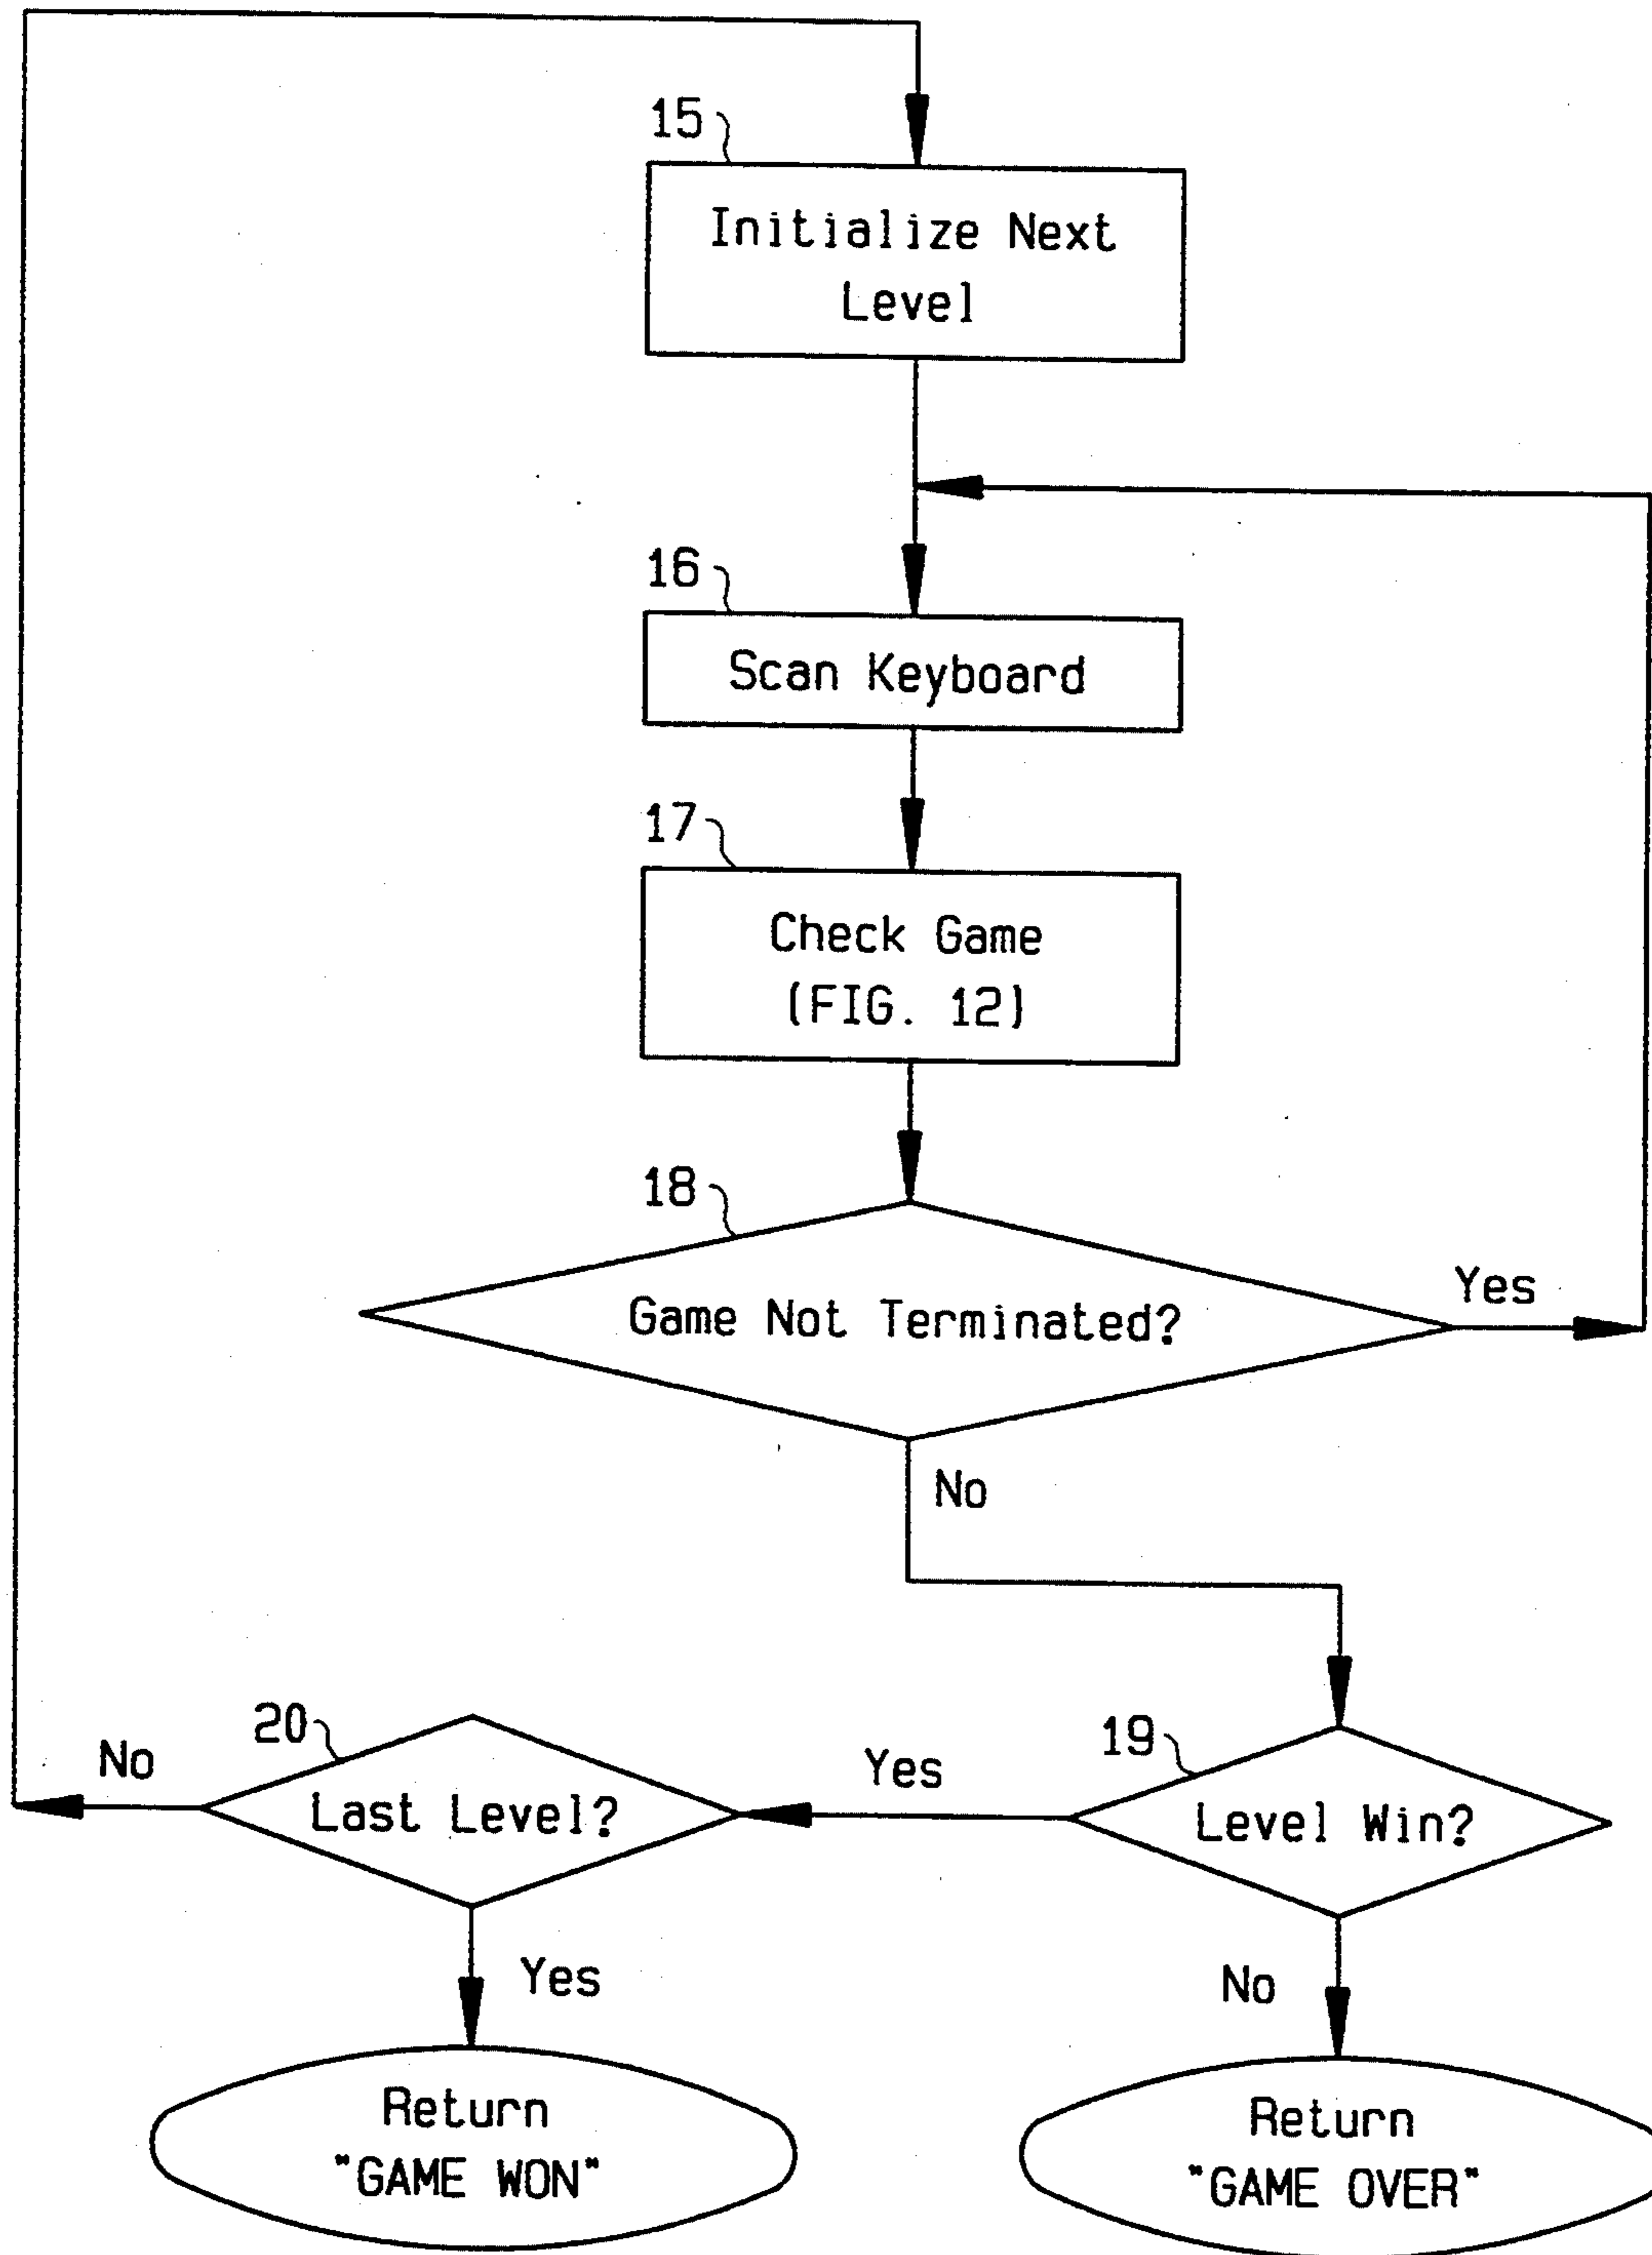 15
Initialize Next
Level
16
Scan Keyboard
17
Check Game
(FIG. 12)
18
Game Not Terminated?
Yes
No
20
No
Last Level?
Yes
19
Level Win?
Yes
No
Return
"GAME WON"
Return
"GAME OVER"